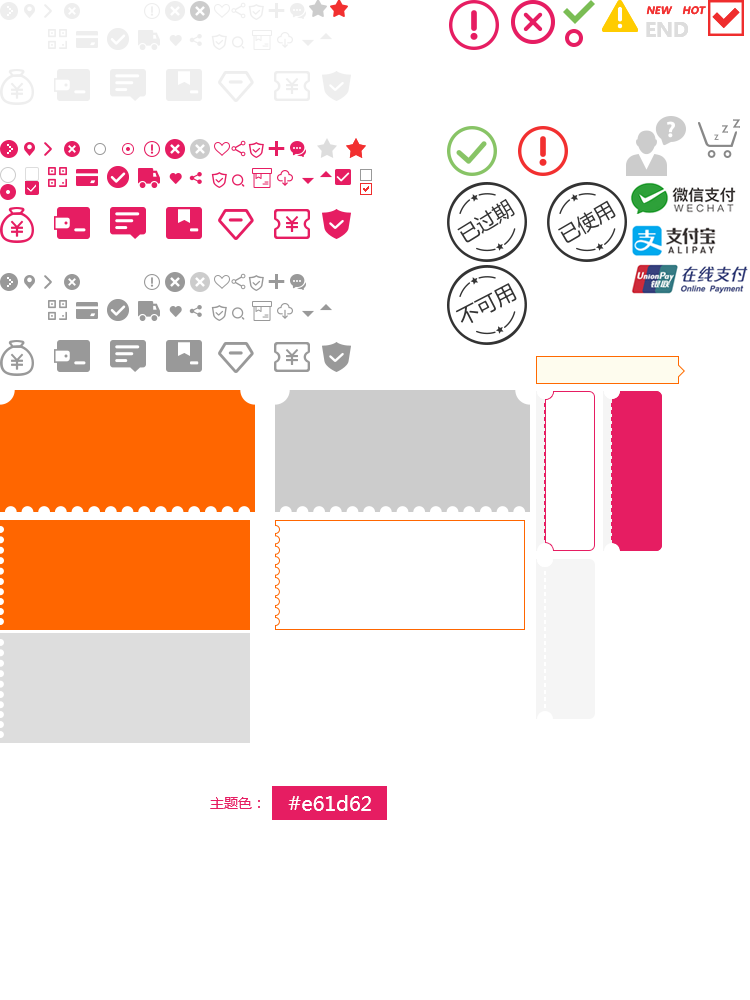 NEW HOT
END
?
z z z
已过期
已使用
微信支付
WECHAT
支
支付宝
ALIPAY
UnionPay
银联
在线支付
Online Payment
不可用
主题色：
#e61d62